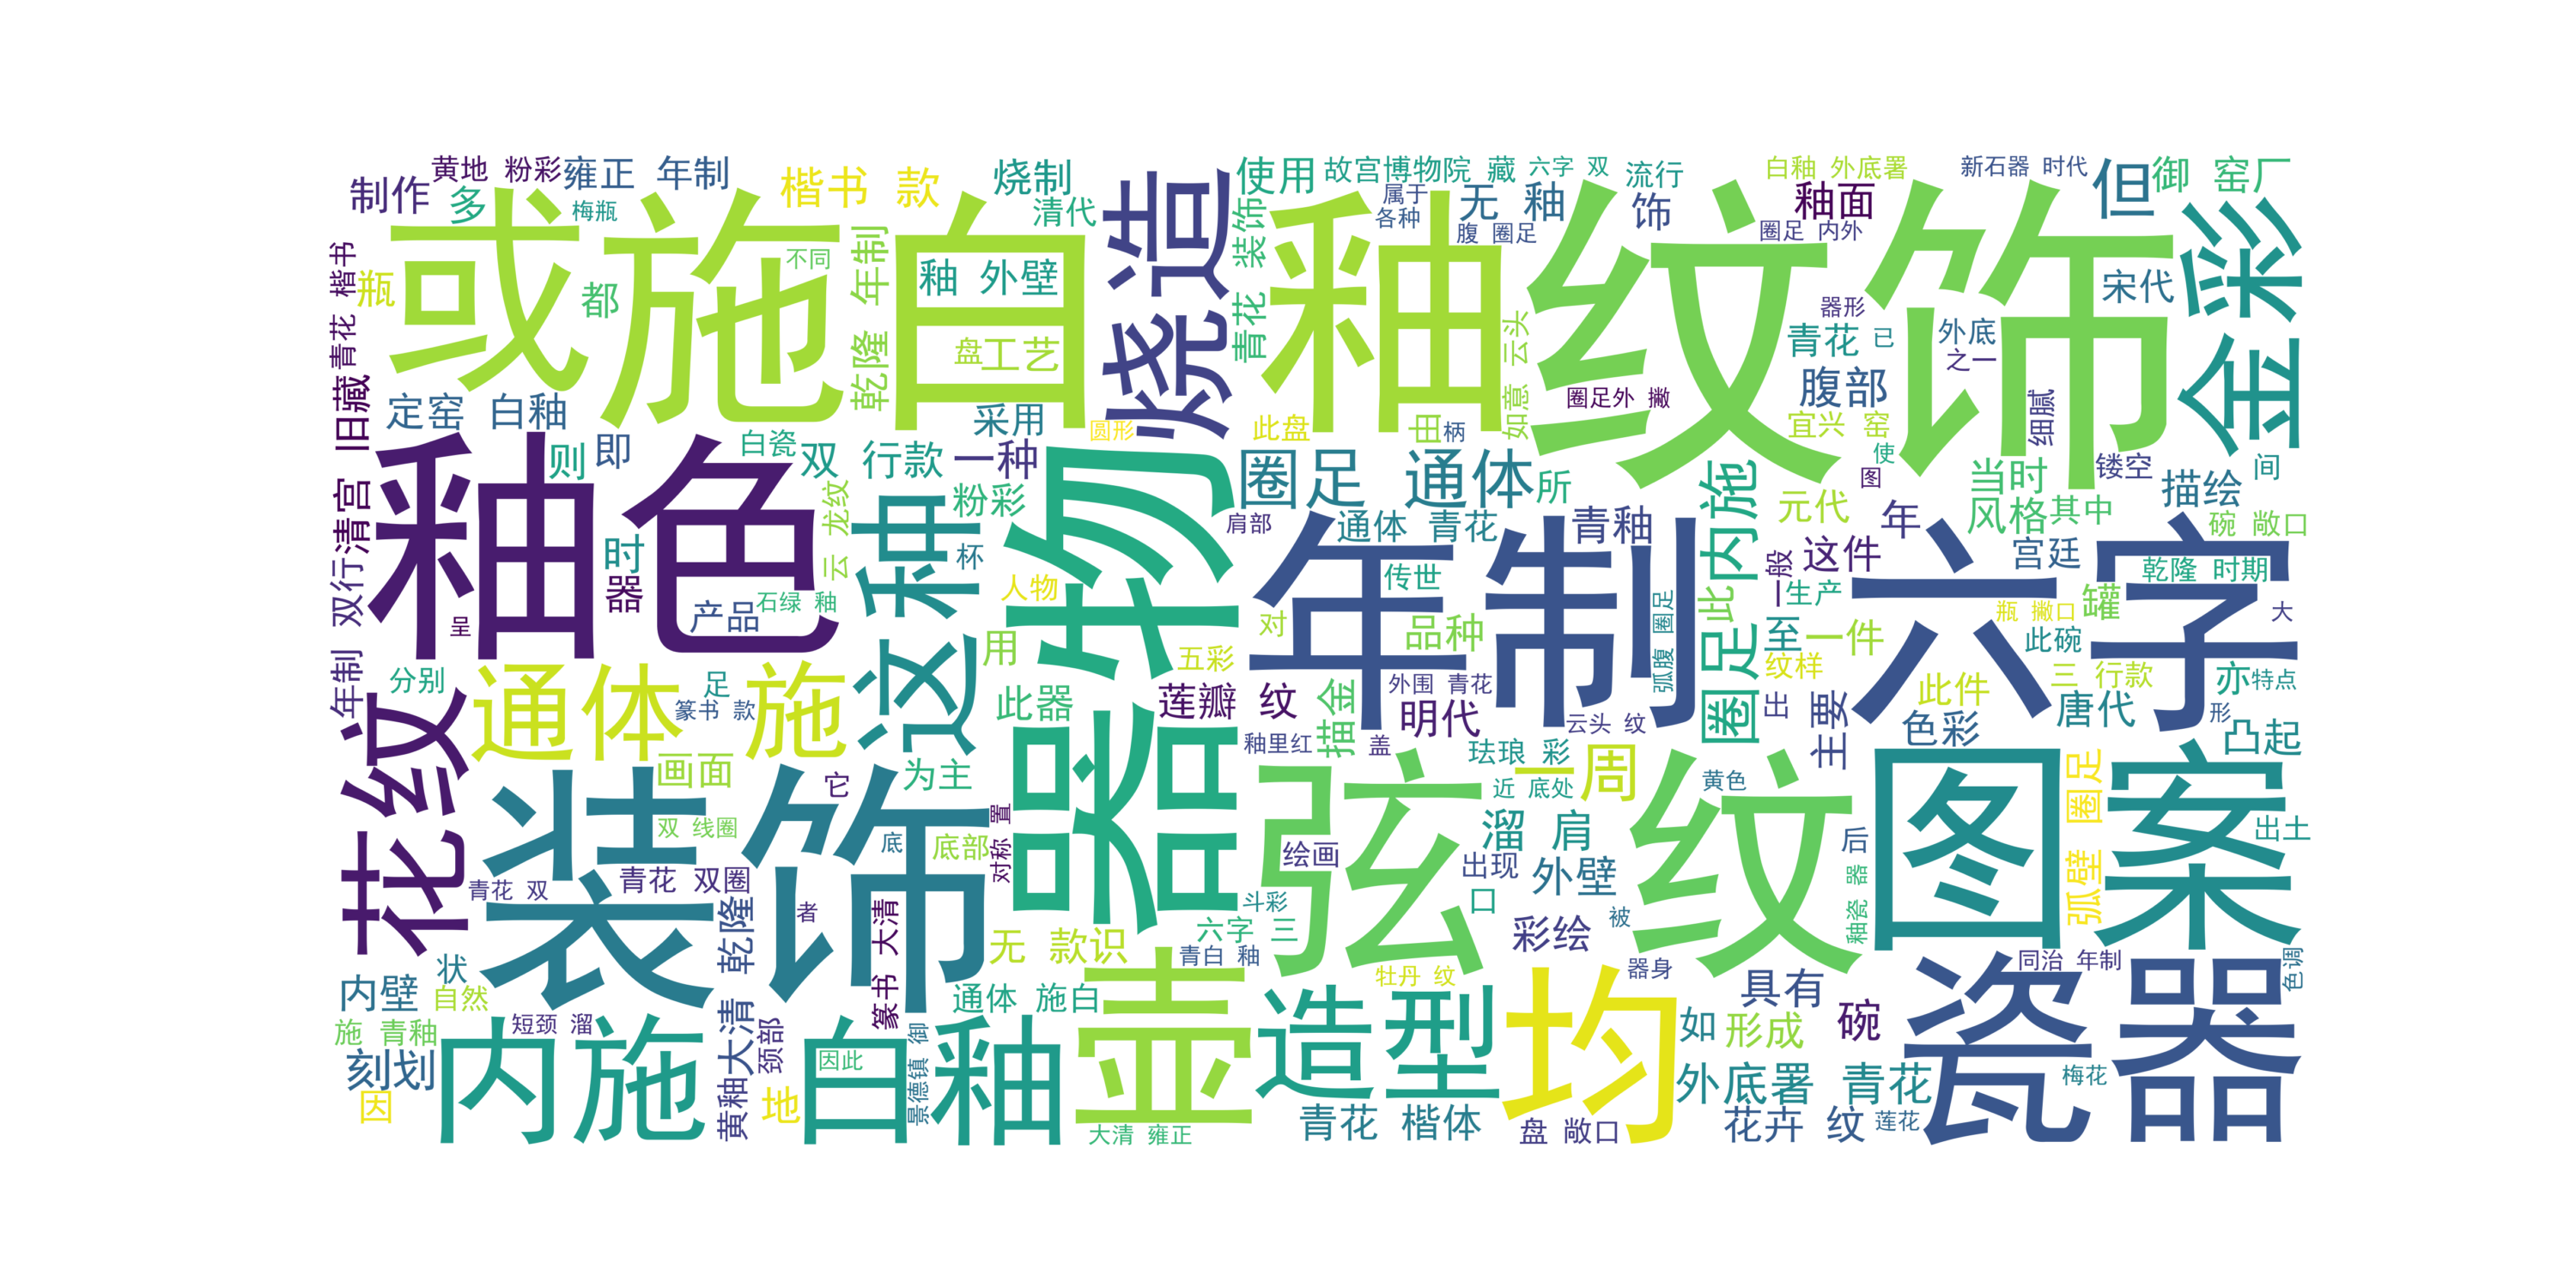 制作
黄地 粉彩
雍正 年制
楷书 款
烧制
使用
故宫博物院 藏
六字 双
流行
白釉 外底署
新石器 时代
但
御 窑厂
多
梅瓶
清代
属于
各种
无 釉
饰
釉面
腹 圈足
圈足 内外
或
施白
釉
纹饰
烧造
金彩
青花 楷书
瓶
都
不同
乾隆 年制
釉 外壁
盘
工艺
青花 装饰
如意 云头
器形
青花
已
外底
之一
宋代
旧藏
定窑 白釉
采用
圆形
此盘
由
柄
圈足外 撇
腹部
宜兴 窑
细腻
釉色
则
即
白瓷
双 行款
一种
圈足 通体
所
使
图
当时
镂空
间
清宫
云 龙纹
粉彩
这种
器物
肩部
通体 青花
青釉
此内施
元代
年
风格
其中
描绘
碗 敞口
双行
时
器
杯
年制
六字
传世
一般
这件
宫廷
乾隆 时期
呈
产品
石绿 釉
人物
用
对
品种
弧腹 圈足
生产
至
一件
瓶 撇口
罐
此碗
大
年制
花纹
分别
通体 施
足
篆书 款
此器
五彩
莲瓣 纹
描金
外围 青花
明代
云头 纹
圈足
出
纹样
主要
此件
三 行款
亦
特点
唐代
形
色彩
凸起
釉里红
盖
画面
它
为主
珐琅 彩
一周
近 底处
黄色
弦纹
图案
弧壁 圈足
装饰
双 线圈
底
底部
对称 置
绘画
溜 肩
出现
外壁
后
出土
青花 双
青花 双圈
者
斗彩
口
釉瓷 器
大清 乾隆
篆书 大清
无 款识
六字 三
青白 釉
彩绘
被
内壁
状
自然
通体 施白
皿
牡丹 纹
器身
具有
同治 年制
色调
瓷器
施 青釉
短颈 溜
刻划
内施
颈部
因此
景德镇 御
白釉
造型
均
如
形成
碗
因
黄釉
地
外底署 青花
梅花
大清 雍正
青花 楷体
盘 敞口
花卉 纹
莲花